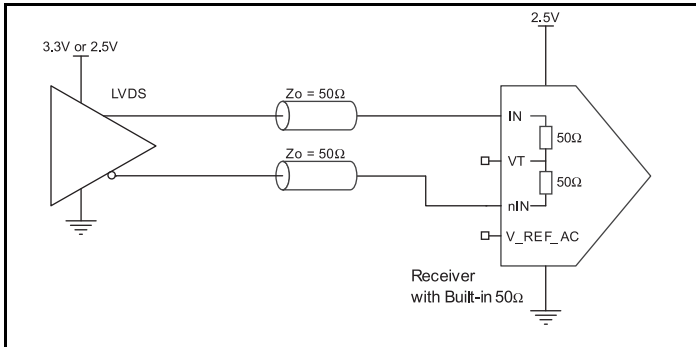 2.5V
3.3V or 2.5V
LVDS
Zo = 50Ω
IN
50Ω
Zo = 50Ω
VT
50Ω
nIN
V_REF_AC
Receiver
with Built-in 50Ω